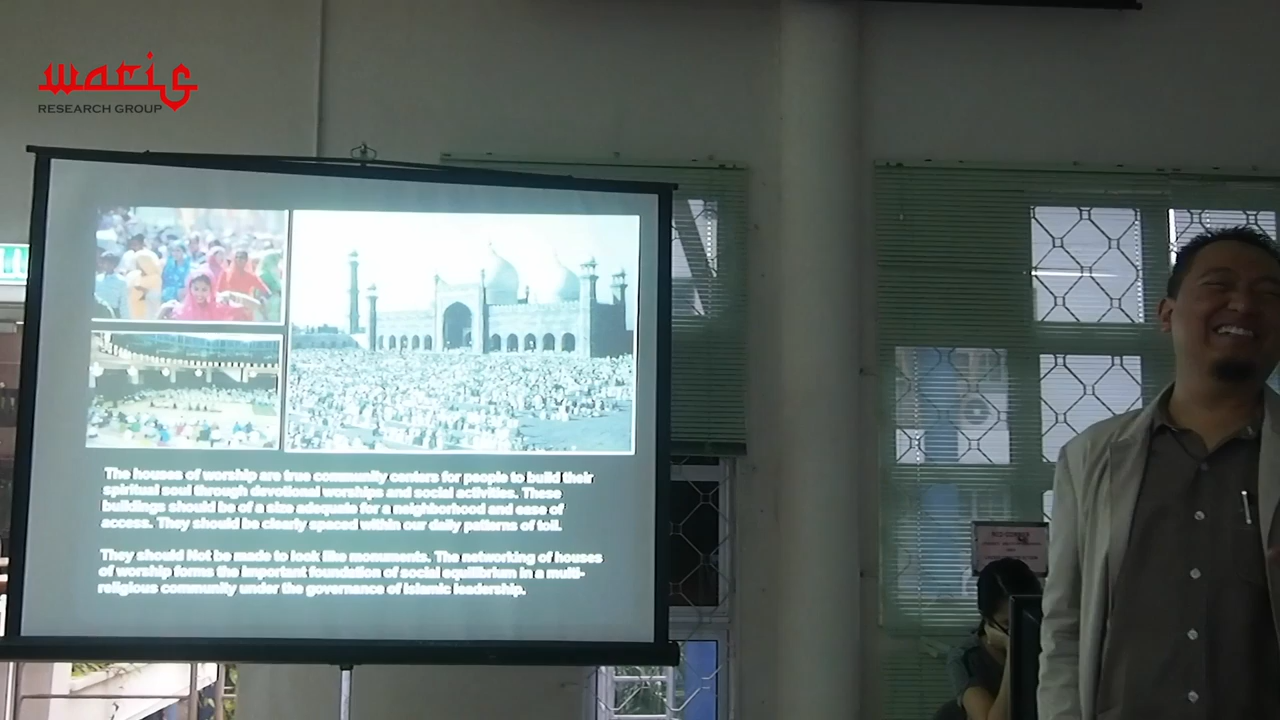 waris
RESEARCH GROUP
The houses of worship are true community centers for people to build their
spiritual soul through devotional worships and social activities. These
buildings should be of a size adequate for a neighborhood and ease of
access. They should be clearly spaced within our daily patterns of toil.
They should Not be made to look like monuments. The networking of houses
of worship forms the important foundation of social equilibrium in a multi-
religious community under the governance of Islamic leadership.